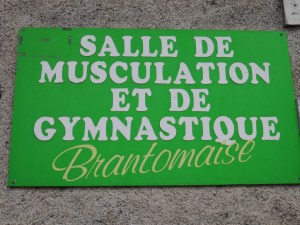 SALLE DE
MUSCULATION
ET DE
GYMNASTIQUE
Brantomaise